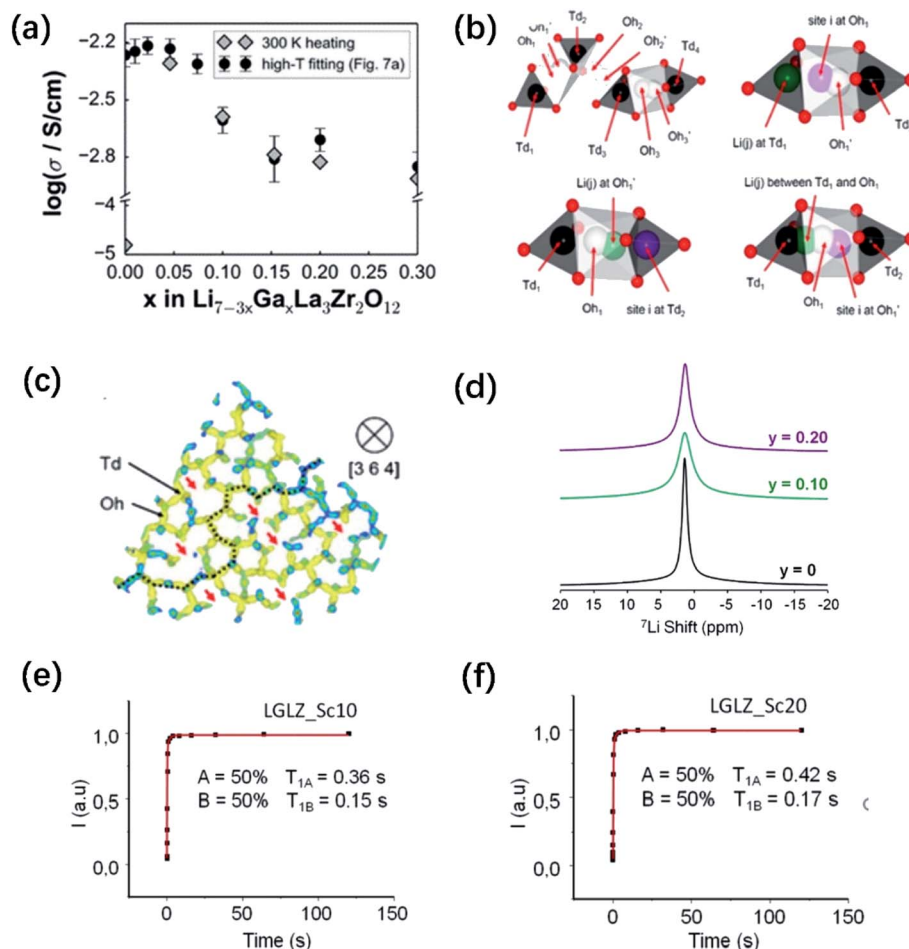 (a)
-2.2
-2.5
-2.8
-4
-5
log(σ / S/cm)
300 K heating
high-T fitting (Fig. 7a)
0.00 0.05 0.10 0.15 0.20 0.25 0.30
x in Li₇₋₃ₓGaₓLa₃Zr₂O₁₂
(b)
Td₂
Oh₁'
Oh₁
Oh₂
Oh₂'
Td₄
Td₁
Td₃
Oh₃
Oh₃'
site i at Oh₁
Li(j) at Td₁
Oh₁'
Li(j) at Oh₁'
Td₁
Oh₁
site i at Td₂
Li(j) between Td₁ and Oh₁
Td₁
Oh₁
site i at Oh₁'
Td₂
(c)
Td
Oh
[3 6 4]
(d)
y = 0.20
y = 0.10
y = 0
20 15 10 5 0 -5 -10 -15 -20
⁷Li Shift (ppm)
(e)
LGLZ_Sc10
1,0
0,5
0,0
I (a.u)
A = 50% T₁A = 0.36 s
B = 50% T₁B = 0.15 s
0 50 100 150
Time (s)
(f)
LGLZ_Sc20
1,0
0,5
0,0
I (a.u)
A = 50% T₁A = 0.42 s
B = 50% T₁B = 0.17 s
0 50 100 150
Time (s)